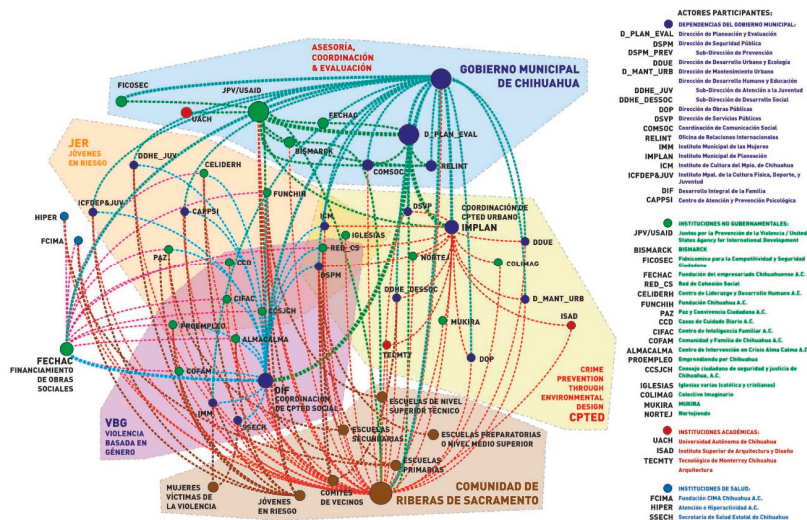 ASESORÍA,
COORDINACIÓN
& EVALUACIÓN
GOBIERNO MUNICIPAL
DE CHIHUAHUA
FICOSEC
JPV/USAID
UACH
FECHAC
BISMARCK
D_PLAN_EVAL
COMSOC
RELINT
JER
JÓVENES
EN RIESGO
DDHE_JUV
CELIDERH
FUNCHIH
ICFDEP&JUV
CAPPSI
HIPER
FCIMA
PAZ
CCD
ICM
IGLESIAS
RED_CS
DSPM
DSVP
COORDINACIÓN DE
CPTED URBANO
IMPLAN
NORTEJ
COLIMAG
DDUE
DDHE_DESSOC
D_MANT_URB
CIFAC
CCSJCH
PROEMPLEO
ALMACALMA
MUKIRA
ISAD
TECMTY
DOP
FECHAC
FINANCIAMIENTO
DE OBRAS
SOCIALES
COFAM
DIF
COORDINACIÓN
DE CPTED SOCIAL
IMM
SSECH
VBG
VIOLENCIA
BASADA EN
GÉNERO
CRIME
PREVENTION
THROUGH
ENVIRONMENTAL
DESIGN
CPTED
ESCUELAS DE NIVEL
SUPERIOR TÉCNICO
ESCUELAS
SECUNDARIAS
ESCUELAS PREPARATORIAS
O NIVEL MEDIO SUPERIOR
ESCUELAS
PRIMARIAS
MUJERES
VÍCTIMAS DE
LA VIOLENCIA
JÓVENES
EN RIESGO
COMITÉS
DE VECINOS
COMUNIDAD DE
RIBERAS DE SACRAMENTO
ACTORES PARTICIPANTES:
DEPENDENCIAS DEL GOBIERNO MUNICIPAL:
D_PLAN_EVAL Dirección de Planeación y Evaluación
DSPM Dirección de Seguridad Pública
DSPM_PREV Sub-Dirección de Prevención
DDUE Dirección de Desarrollo Urbano y Ecología
D_MANT_URB Dirección de Mantenimiento Urbano
Dirección de Desarrollo Humano y Educación
DDHE_JUV Sub-Dirección de Atención a la Juventud
DDHE_DESSOC Sub-Dirección de Desarrollo Social
DOP Dirección de Obras Públicas
DSVP Dirección de Servicios Públicos
COMSOC Coordinación de Comunicación Social
RELINT Oficina de Relaciones Internacionales
IMM Instituto Municipal de las Mujeres
IMPLAN Instituto Municipal de Planeación
ICM Instituto de Cultura del Mpio. de Chihuahua
ICFDEP&JUV Instituto Mpal. de la Cultura Física, Deporte, y
Juventud
DIF Desarrollo Integral de la Familia
CAPPSI Centro de Atención y Prevención Psicológica
INSTITUCIONES NO GUBERNAMENTALES:
JPV/USAID Juntos por la Prevención de la Violencia / United
States Agency for International Development
BISMARCK BISMARCK
FICOSEC Fideicomiso para la Competitividad y Seguridad
Ciudadana
FECHAC Fundación del empresariado Chihuahuense A.C.
RED_CS Red de Cohesión Social
CELIDERH Centro de Liderazgo y Desarrollo Humano A.C.
FUNCHIH Fundación Chihuahua A.C.
PAZ Paz y Convivencia Ciudadana A.C.
CCD Casas de Cuidado Diario A.C.
CIFAC Centro de Inteligencia Familiar A.C.
COFAM Comunidad y Familia de Chihuahua A.C.
ALMACALMA Centro de Intervención en Crisis Alma Calma A.C.
PROEMPLEO Emprendiendo por Chihuahua
CCSJCH Consejo ciudadano de seguridad y justicia de
Chihuahua, A.C.
IGLESIAS Iglesias varias (católica y cristianas)
COLIMAG Colectivo Imaginario
MUKIRA MUKIRA
NORTEJ Nortejiendo
INSTITUCIONES ACADÉMICAS:
UACH Universidad Autónoma de Chihuahua
ISAD Instituto Superior de Arquitectura y Diseño
TECMTY Tecnológico de Monterrey Chihuahua
Arquitectura
INSTITUCIONES DE SALUD:
FCIMA Fundación CIMA Chihuahua A.C.
HIPER Atención e Hiperactividad A.C.
SSECH Secretaría de Salud Estatal de Chihuahua